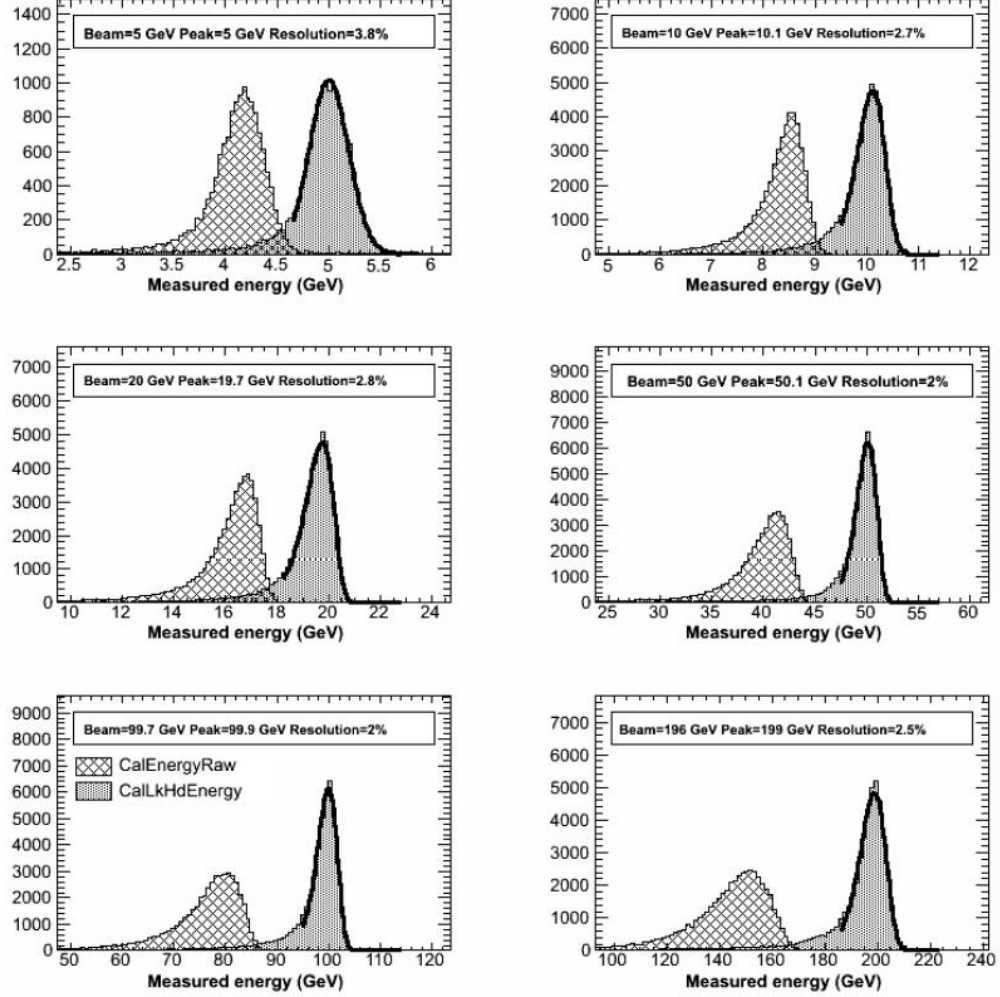 1400
1200
1000
800
600
400
200
0
Beam=5 GeV Peak=5 GeV Resolution=3.8%
2.5 3 3.5 4 4.5 5 5.5 6
Measured energy (GeV)
7000
6000
5000
4000
3000
2000
1000
0
Beam=10 GeV Peak=10.1 GeV Resolution=2.7%
5 6 7 8 9 10 11 12
Measured energy (GeV)
7000
6000
5000
4000
3000
2000
1000
0
Beam=20 GeV Peak=19.7 GeV Resolution=2.8%
10 12 14 16 18 20 22 24
Measured energy (GeV)
9000
8000
7000
6000
5000
4000
3000
2000
1000
0
Beam=50 GeV Peak=50.1 GeV Resolution=2%
25 30 35 40 45 50 55 60
Measured energy (GeV)
9000
8000
7000
6000
5000
4000
3000
2000
1000
0
Beam=99.7 GeV Peak=99.9 GeV Resolution=2%
CalEnergyRaw
CalLkHdEnergy
50 60 70 80 90 100 110 120
Measured energy (GeV)
7000
6000
5000
4000
3000
2000
1000
0
Beam=196 GeV Peak=199 GeV Resolution=2.5%
100 120 140 160 180 200 220 240
Measured energy (GeV)